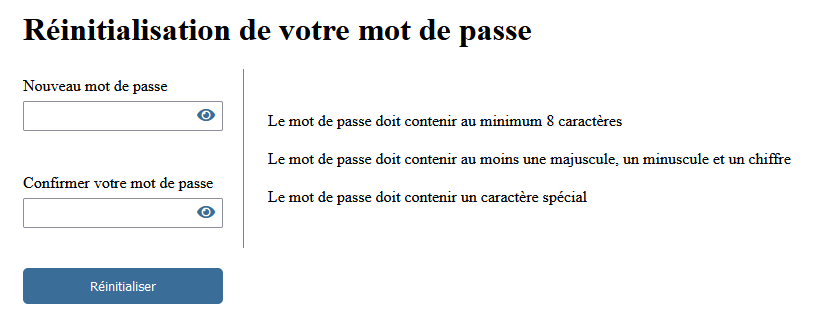 Réinitialisation de votre mot de passe
Nouveau mot de passe
Confirmer votre mot de passe
Le mot de passe doit contenir au minimum 8 caractères
Le mot de passe doit contenir au moins une majuscule, un minuscule et un chiffre
Le mot de passe doit contenir un caractère spécial
Réinitialiser